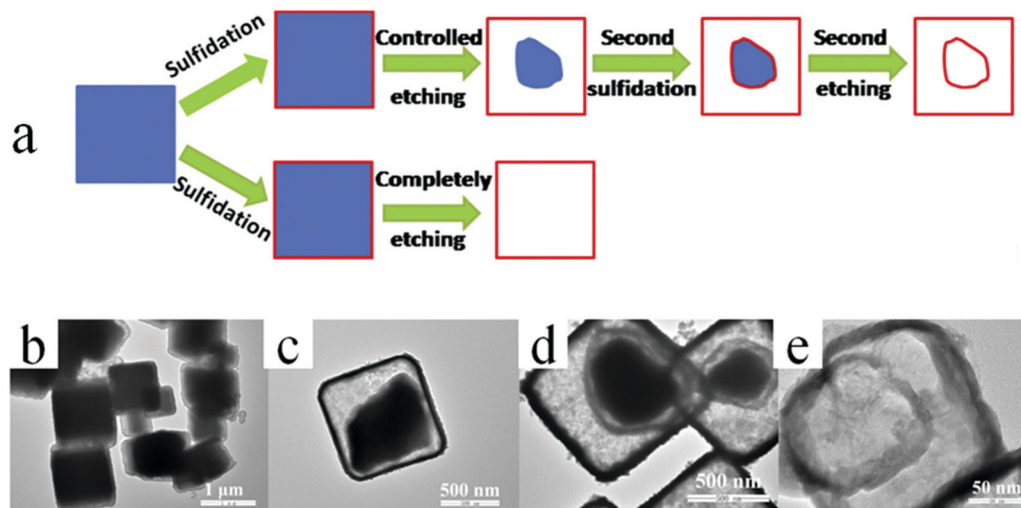 a
Sulfidation
Controlled
etching
Second
sulfidation
Second
etching
Sulfidation
Completely
etching
b
1 μm
c
500 nm
d
500 nm
e
50 nm